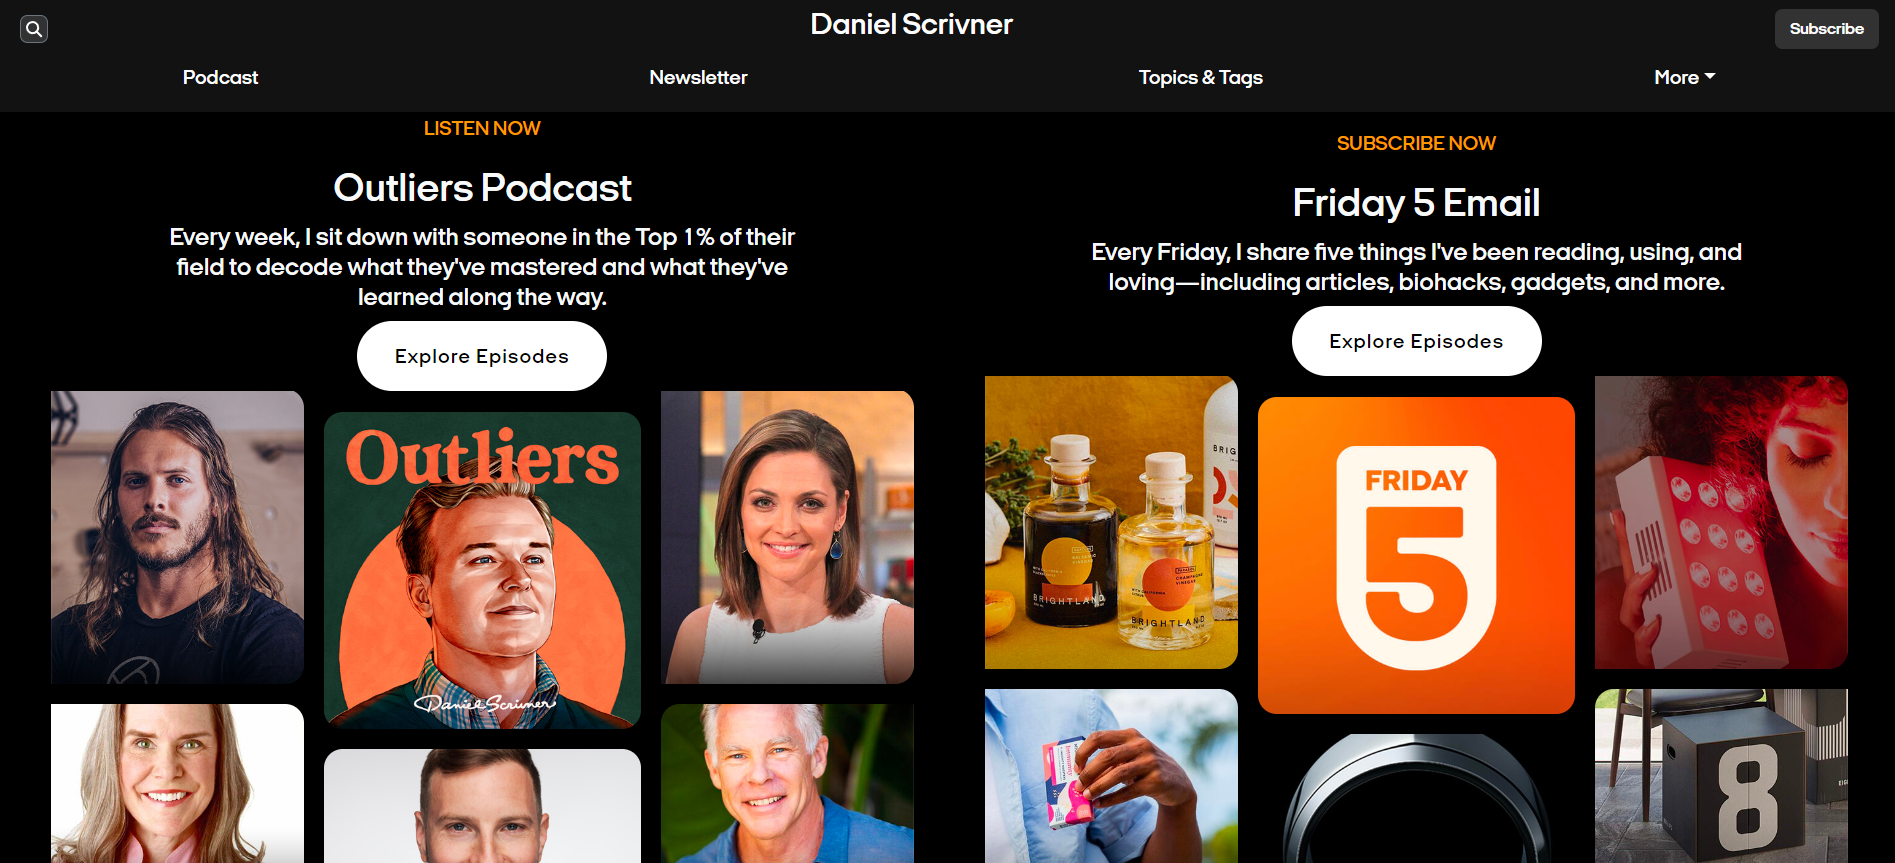 Daniel Scrivner
Subscribe
Podcast
Newsletter
Topics & Tags
More
LISTEN NOW
Outliers Podcast
Every week, I sit down with someone in the Top 1% of their
field to decode what they've mastered and what they've
learned along the way.
Explore Episodes
Outliers
Daniel Scrivner
SUBSCRIBE NOW
Friday 5 Email
Every Friday, I share five things I've been reading, using, and
loving—including articles, biohacks, gadgets, and more.
Explore Episodes
BRIGHTLAND
CHAMPAGNE
VINEGAR
BRIGHTLAND
BRIG
FRIDAY
5
8